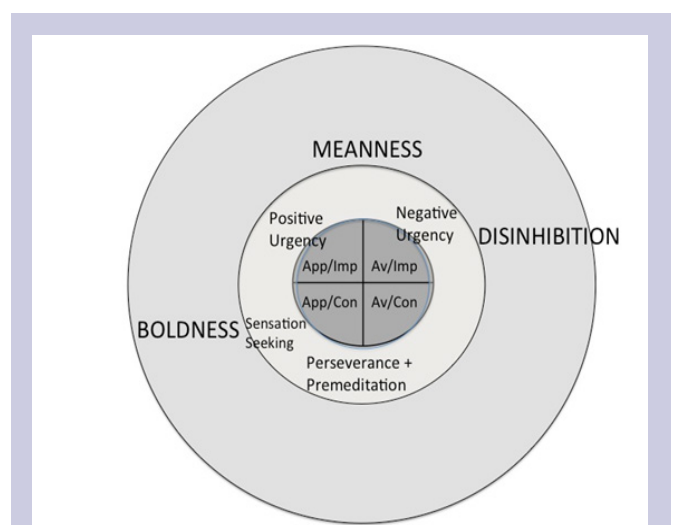 MEANNESS
Positive
Urgency
Negative
Urgency
DISINHIBITION
App/Imp
Av/Imp
App/Con
Av/Con
BOLDNESS
Sensation
Seeking
Perseverance +
Premeditation